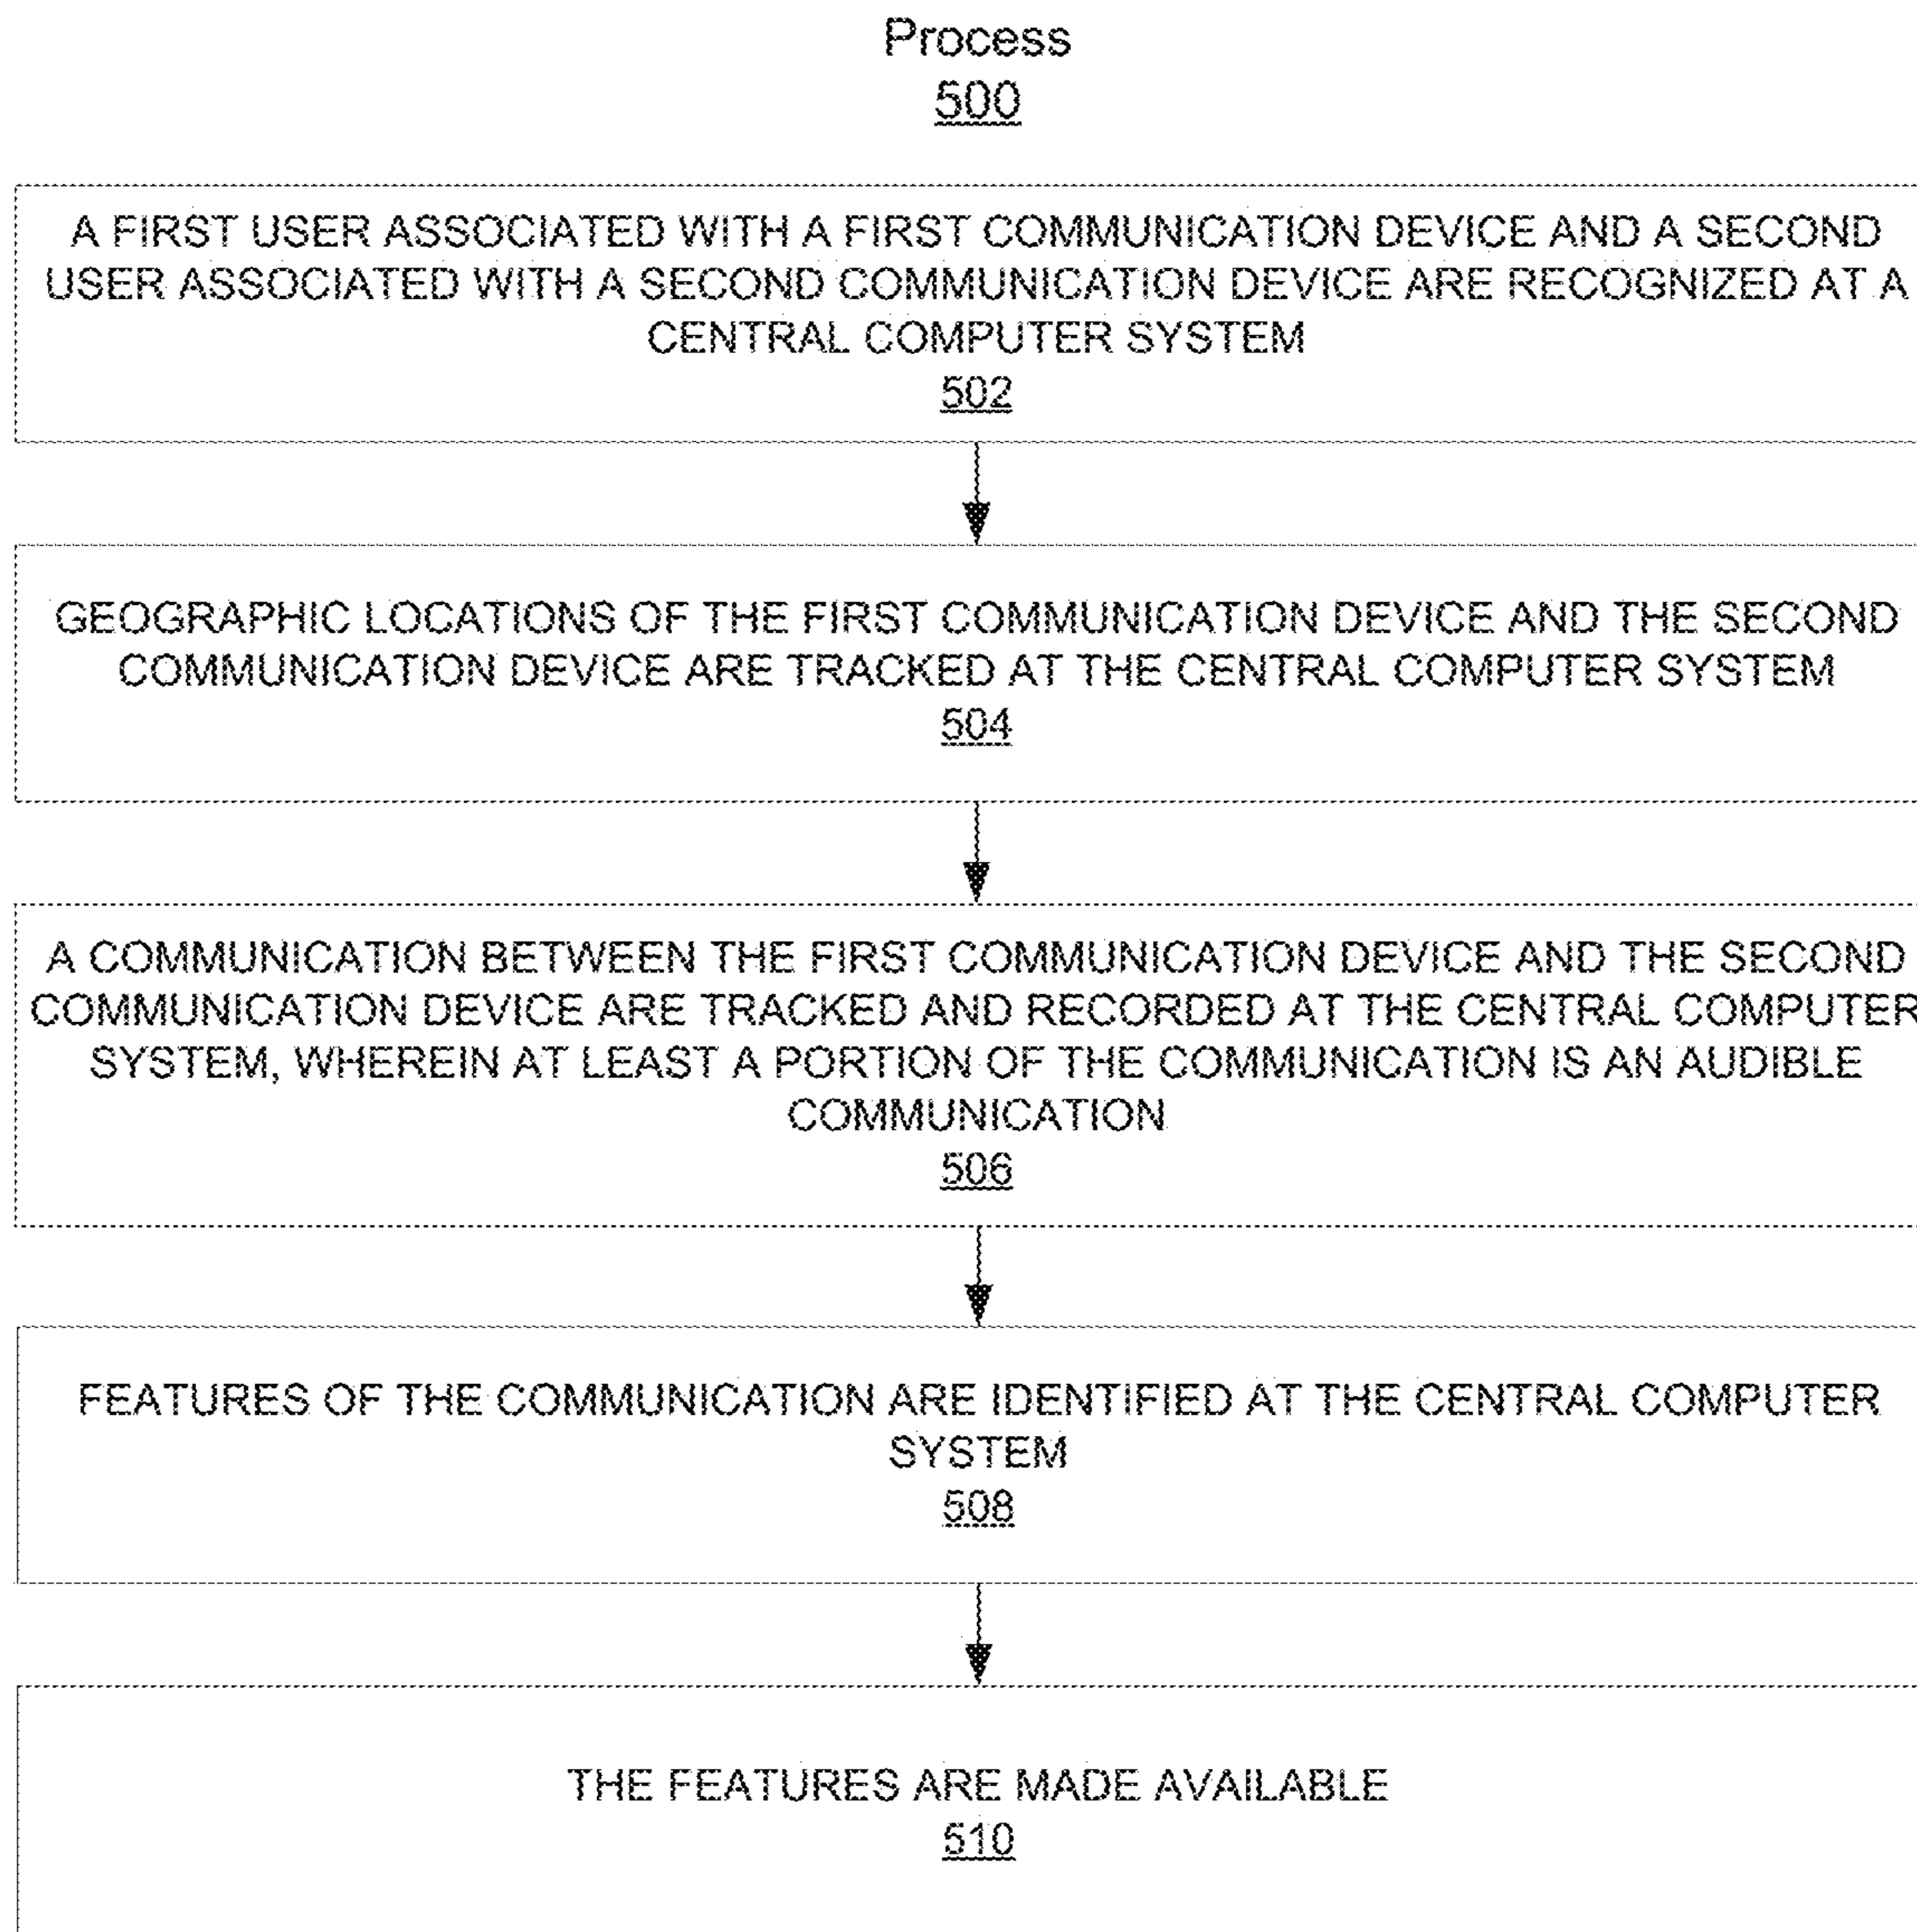 Process
500
A FIRST USER ASSOCIATED WITH A FIRST COMMUNICATION DEVICE AND A SECOND
USER ASSOCIATED WITH A SECOND COMMUNICATION DEVICE ARE RECOGNIZED AT A
CENTRAL COMPUTER SYSTEM
502
GEOGRAPHIC LOCATIONS OF THE FIRST COMMUNICATION DEVICE AND THE SECOND
COMMUNICATION DEVICE ARE TRACKED AT THE CENTRAL COMPUTER SYSTEM
504
A COMMUNICATION BETWEEN THE FIRST COMMUNICATION DEVICE AND THE SECOND
COMMUNICATION DEVICE ARE TRACKED AND RECORDED AT THE CENTRAL COMPUTER
SYSTEM, WHEREIN AT LEAST A PORTION OF THE COMMUNICATION IS AN AUDIBLE
COMMUNICATION
506
FEATURES OF THE COMMUNICATION ARE IDENTIFIED AT THE CENTRAL COMPUTER
SYSTEM
508
THE FEATURES ARE MADE AVAILABLE
510